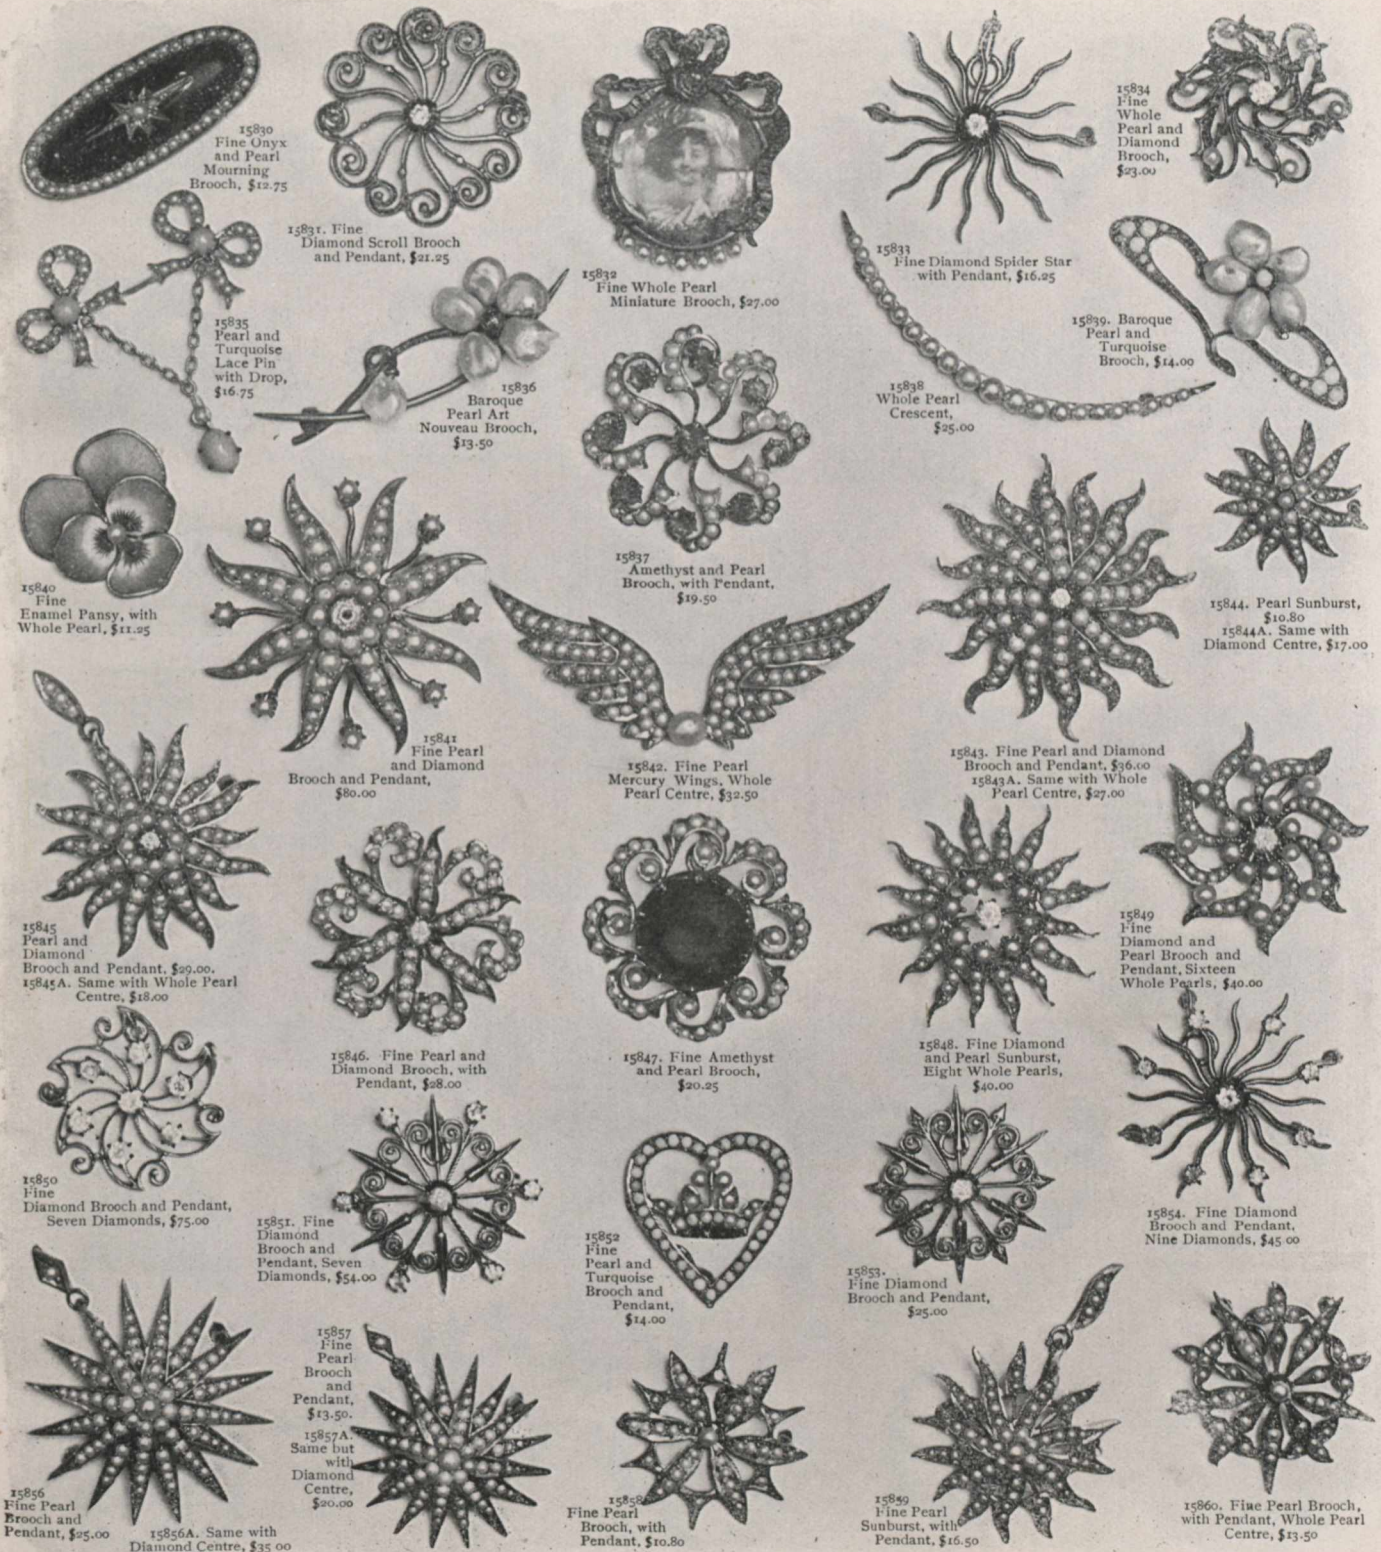 15830
Fine Onyx
and Pearl
Mourning
Brooch, $12.75
15831. Fine
Diamond Scroll Brooch
and Pendant, $21.25
15832
Fine Whole Pearl
Miniature Brooch, $27.00
15833
Fine Diamond Spider Star
with Pendant, $16.25
15834
Fine
Whole
Pearl and
Diamond
Brooch,
$23.00
15835
Pearl and
Turquoise
Lace Pin
with Drop,
$16.75
15836
Baroque
Pearl Art
Nouveau Brooch,
$13.50
15837
Amethyst and Pearl
Brooch, with Pendant,
$19.50
15838
Whole Pearl
Crescent,
$25.00
15839. Baroque
Pearl and
Turquoise
Brooch, $14.00
15840
Fine
Enamel Pansy, with
Whole Pearl, $11.25
15841
Fine Pearl
and Diamond
Brooch and Pendant,
$80.00
15842. Fine Pearl
Mercury Wings, Whole
Pearl Centre, $32.50
15843. Fine Pearl and Diamond
Brooch and Pendant, $36.00
15843A. Same with Whole
Pearl Centre, $27.00
15844. Pearl Sunburst,
$10.80
15844A. Same with
Diamond Centre, $17.00
15845
Pearl and
Diamond
Brooch and Pendant, $29.00.
15845A. Same with Whole Pearl
Centre, $18.00
15846. Fine Pearl and
Diamond Brooch, with
Pendant, $28.00
15847. Fine Amethyst
and Pearl Brooch,
$20.25
15848. Fine Diamond
and Pearl Sunburst,
Eight Whole Pearls,
$40.00
15849
Fine
Diamond and
Pearl Brooch and
Pendant, Sixteen
Whole Pearls, $40.00
15850
Fine
Diamond Brooch and Pendant,
Seven Diamonds, $75.00
15851. Fine
Diamond
Brooch and
Pendant, Seven
Diamonds, $54.00
15852
Fine
Pearl and
Turquoise
Brooch and
Pendant,
$14.00
15853.
Fine Diamond
Brooch and Pendant,
$25.00
15854. Fine Diamond
Brooch and Pendant,
Nine Diamonds, $45 00
15856
Fine Pearl
Brooch and
Pendant, $25.00
15856A. Same with
Diamond Centre, $35 00
15857
Fine
Pearl
Brooch
and
Pendant,
$13.50.
15857A.
Same but
with
Diamond
Centre,
$20.00
15858
Fine Pearl
Brooch, with
Pendant, $10.80
15859
Fine Pearl
Sunburst, with
Pendant, $16.50
15860. Fine Pearl Brooch,
with Pendant, Whole Pearl
Centre, $13.50